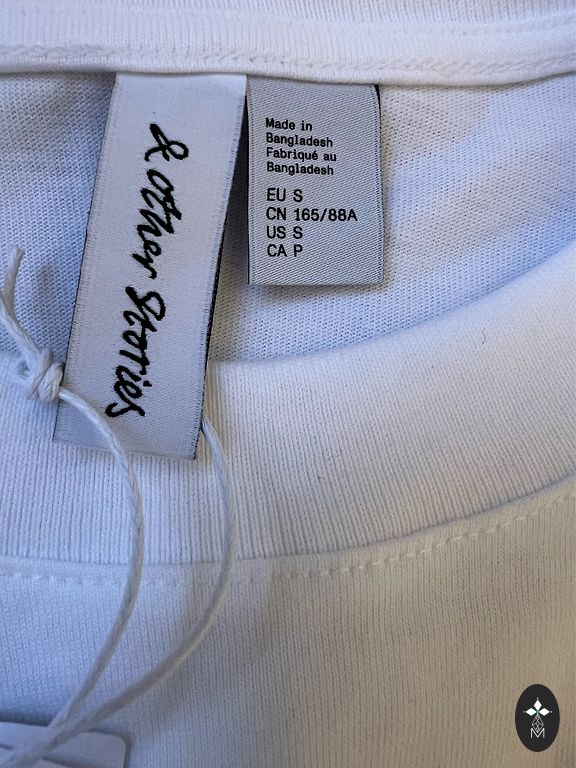 & other Stories
Made in
Bangladesh
Fabriqué au
Bangladesh
EU S
CN 165/88A
US S
CA P